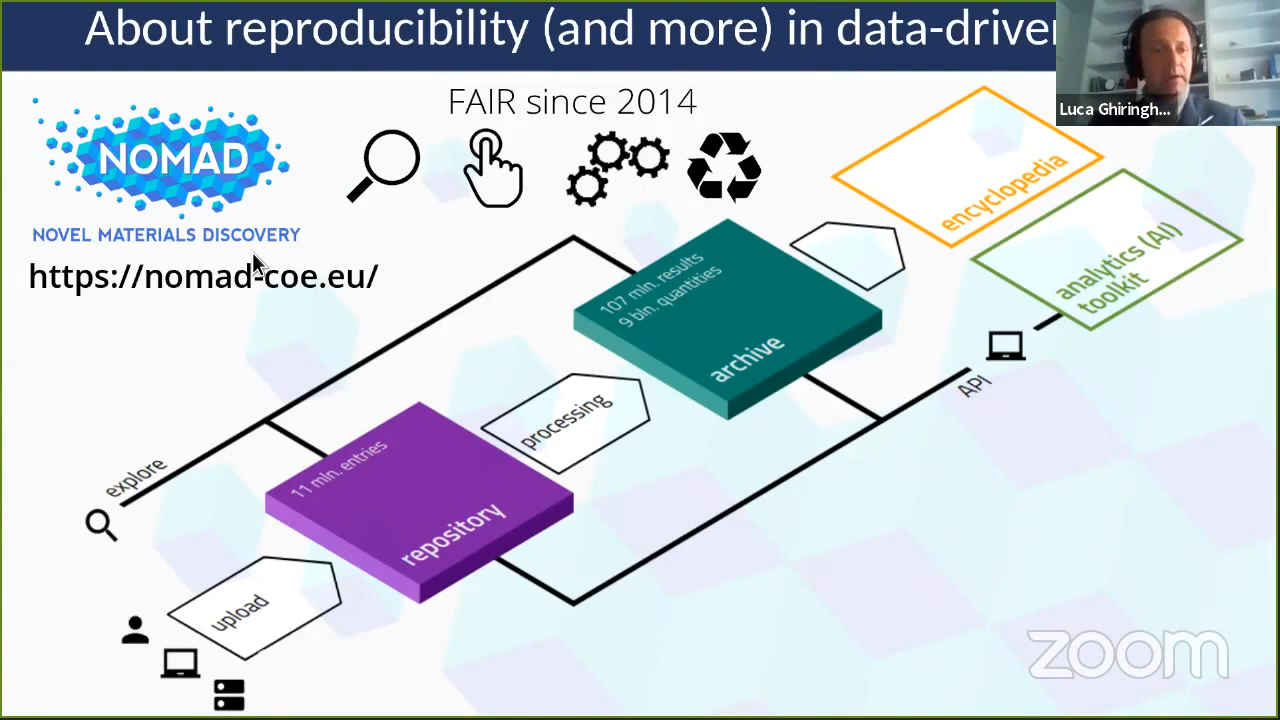 About reproducibility (and more) in data-driven
Luca Ghiringh...
FAIR since 2014
NOMAD
NOVEL MATERIALS DISCOVERY
https://nomad-coe.eu/
encyclopedia
analytics (AI)
toolkit
107 mln. results
9 bln. quantities
archive
API
processing
explore
11 mln. entries
repository
upload
zoom